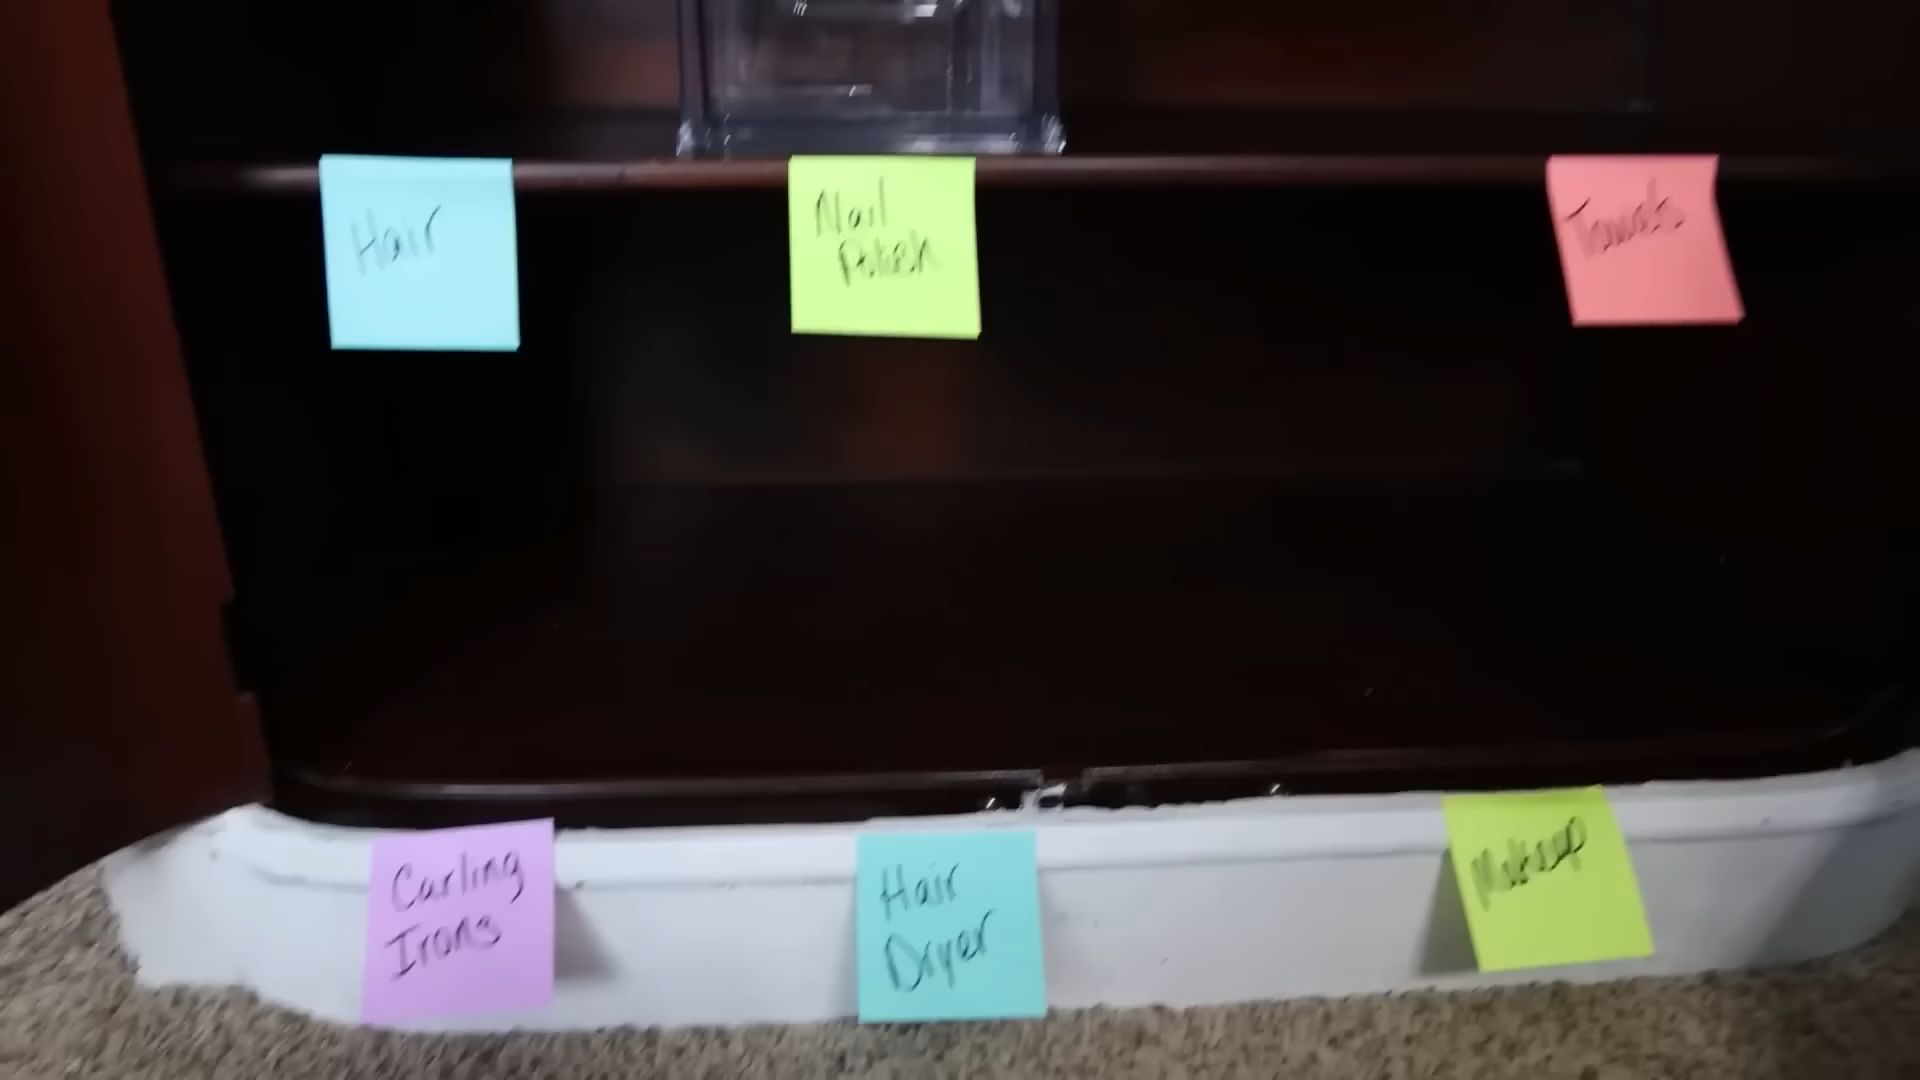 Hair
Nail
Polish
Towels
Curling
Irons
Hair
Dryer
Makeup